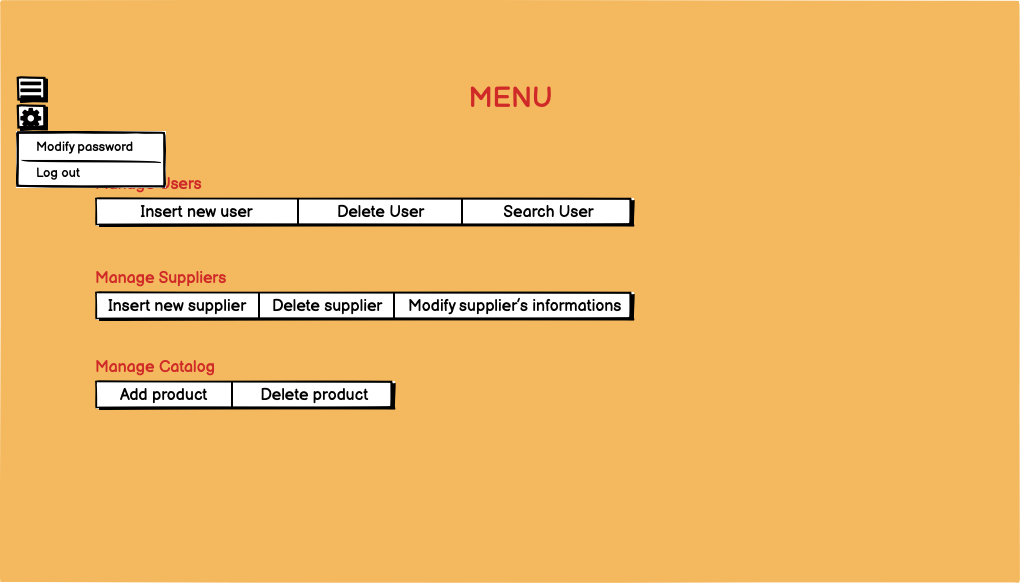 MENU
Modify password
Log out
Manage Users
Insert new user Delete User Search User
Manage Suppliers
Insert new supplier Delete supplier Modify supplier's informations
Manage Catalog
Add product Delete product